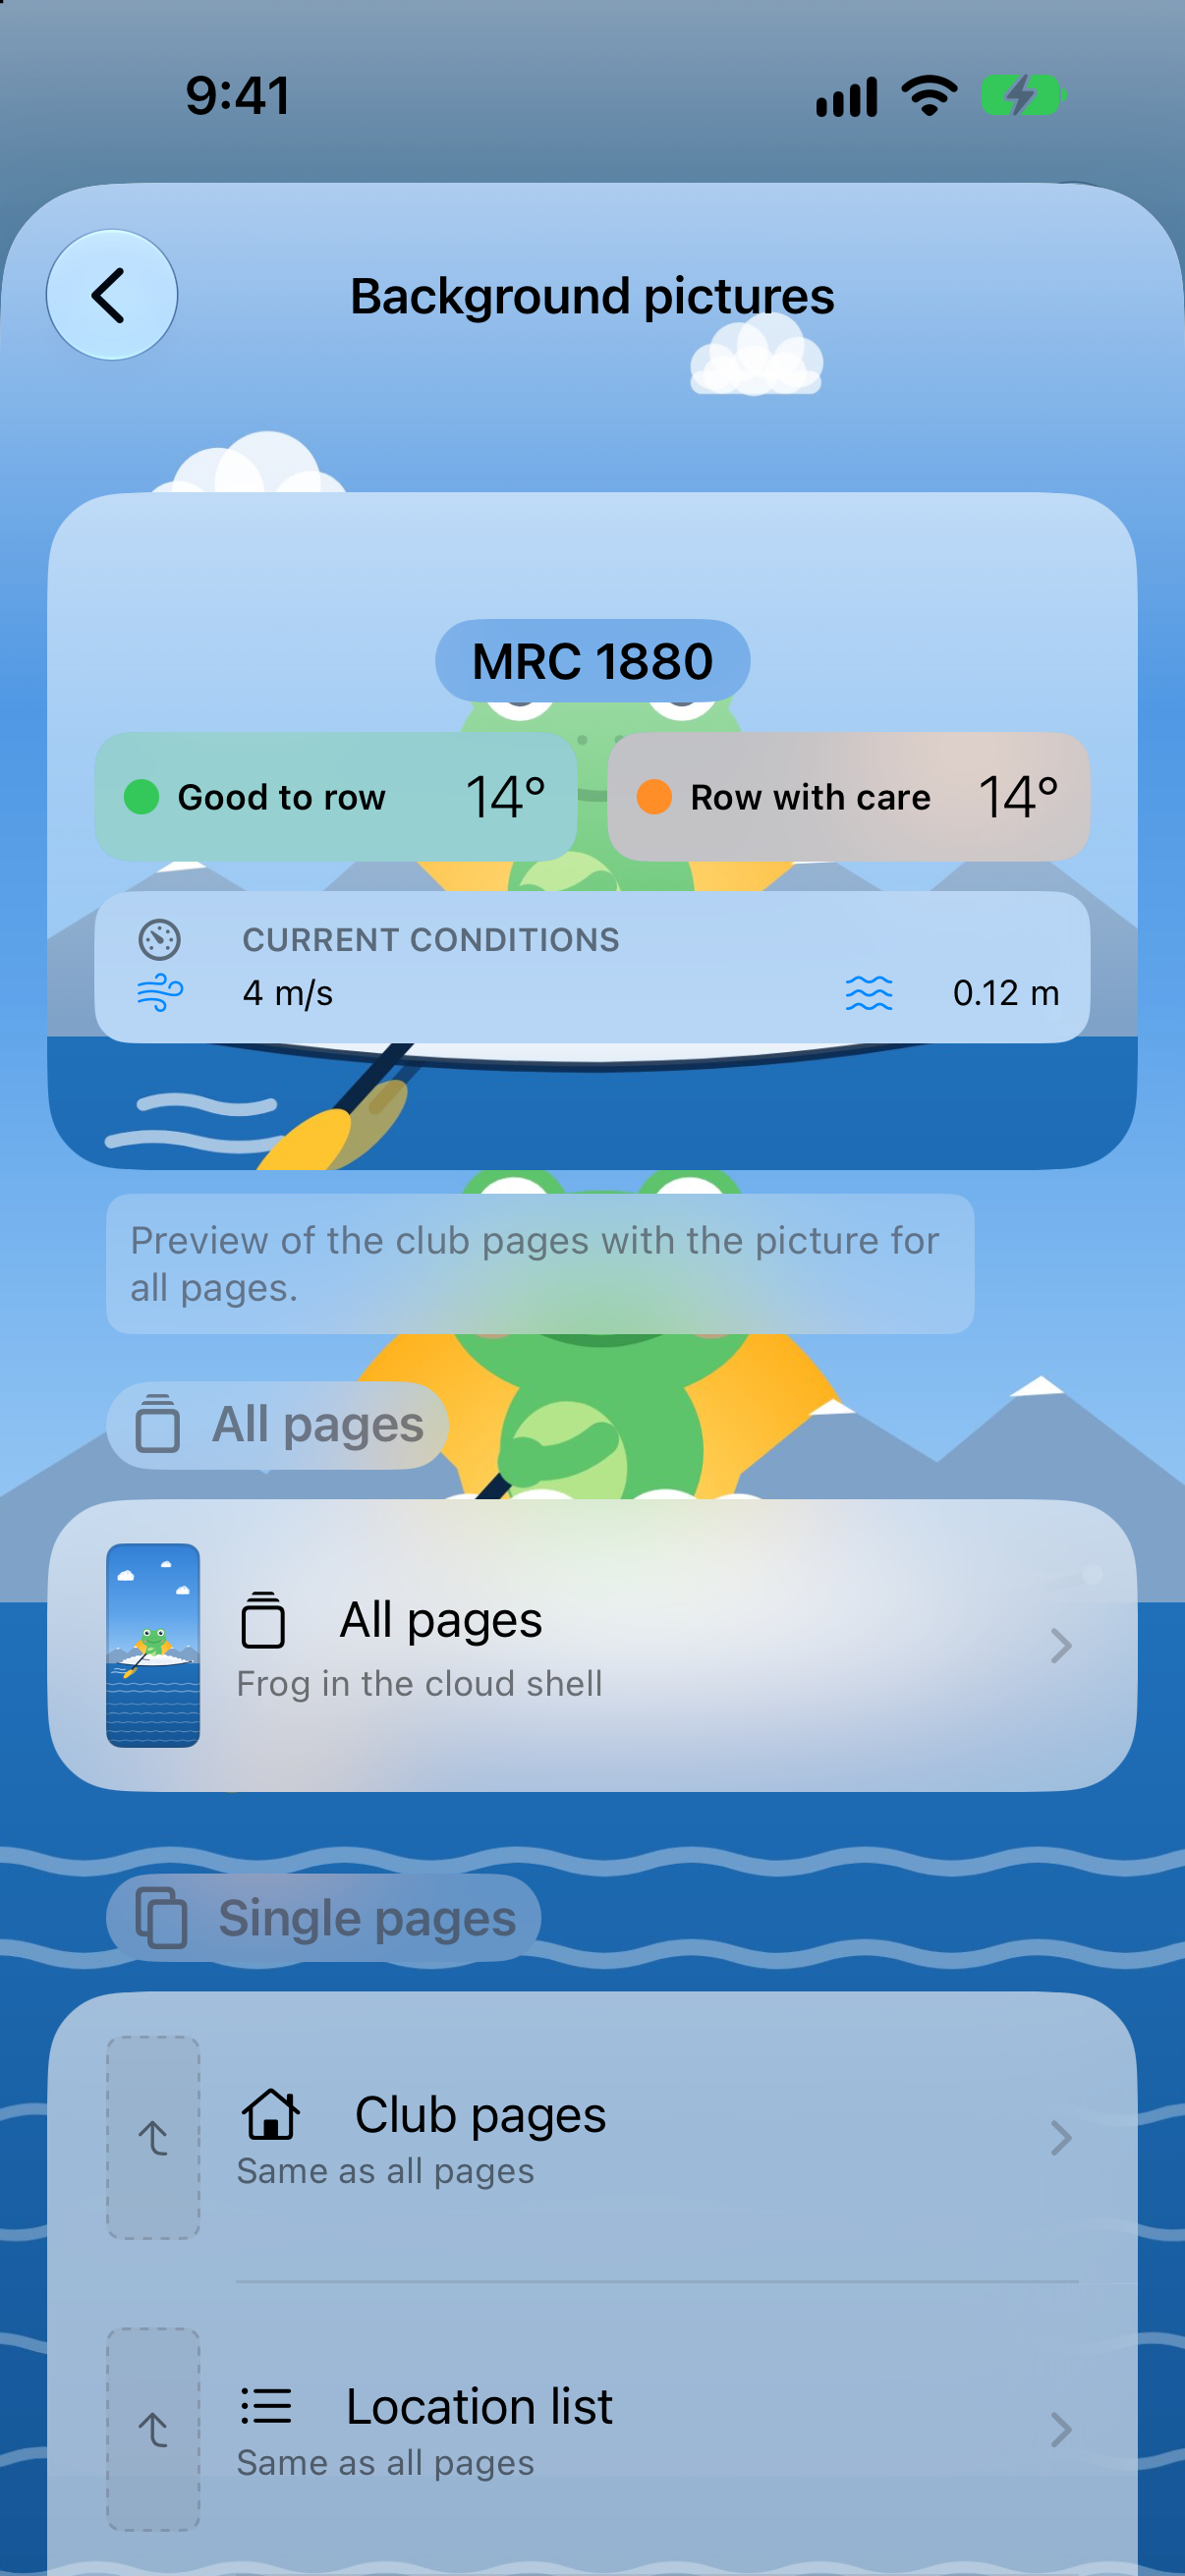 9:41
Background pictures
MRC 1880
Good to row 14°
Row with care 14°
CURRENT CONDITIONS
4 m/s 0.12 m
Preview of the club pages with the picture for
all pages.
All pages
All pages
Frog in the cloud shell
Single pages
Club pages
Same as all pages
Location list
Same as all pages